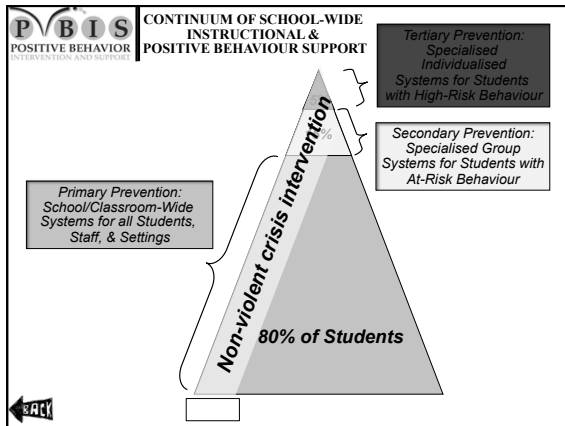 PBIS
POSITIVE BEHAVIOR
INTERVENTION AND SUPPORT
CONTINUUM OF SCHOOL-WIDE
INSTRUCTIONAL &
POSITIVE BEHAVIOUR SUPPORT
Tertiary Prevention:
Specialised
Individualised
Systems for Students
with High-Risk Behaviour
Secondary Prevention:
Specialised Group
Systems for Students with
At-Risk Behaviour
Primary Prevention:
School/Classroom-Wide
Systems for all Students,
Staff, & Settings
Non-violent crisis intervention
80% of Students
BACK